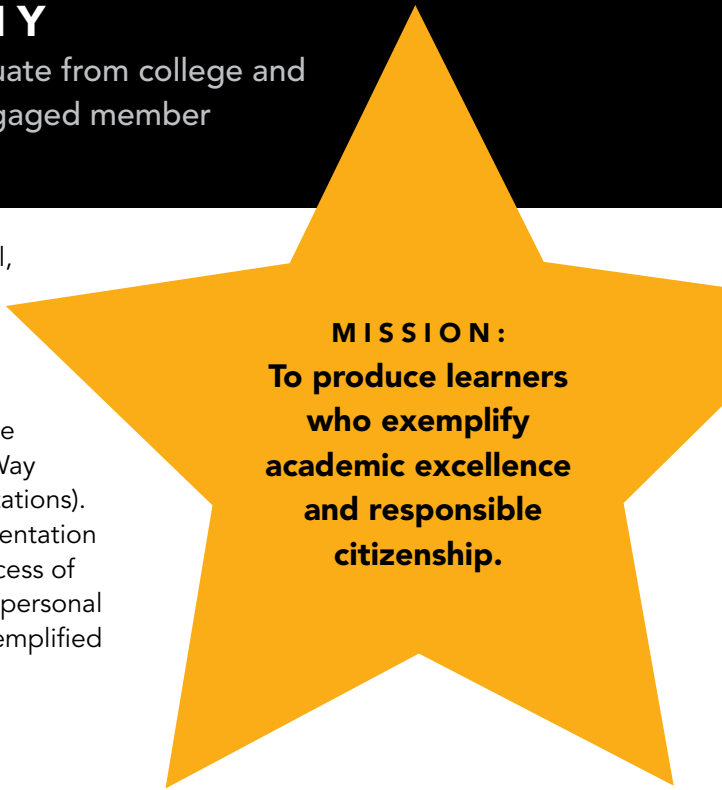 Y
uate from college and
gaged member
l,
e
Way
ations).
entation
cess of
personal
emplified
MISSION:
To produce learners
who exemplify
academic excellence
and responsible
citizenship.